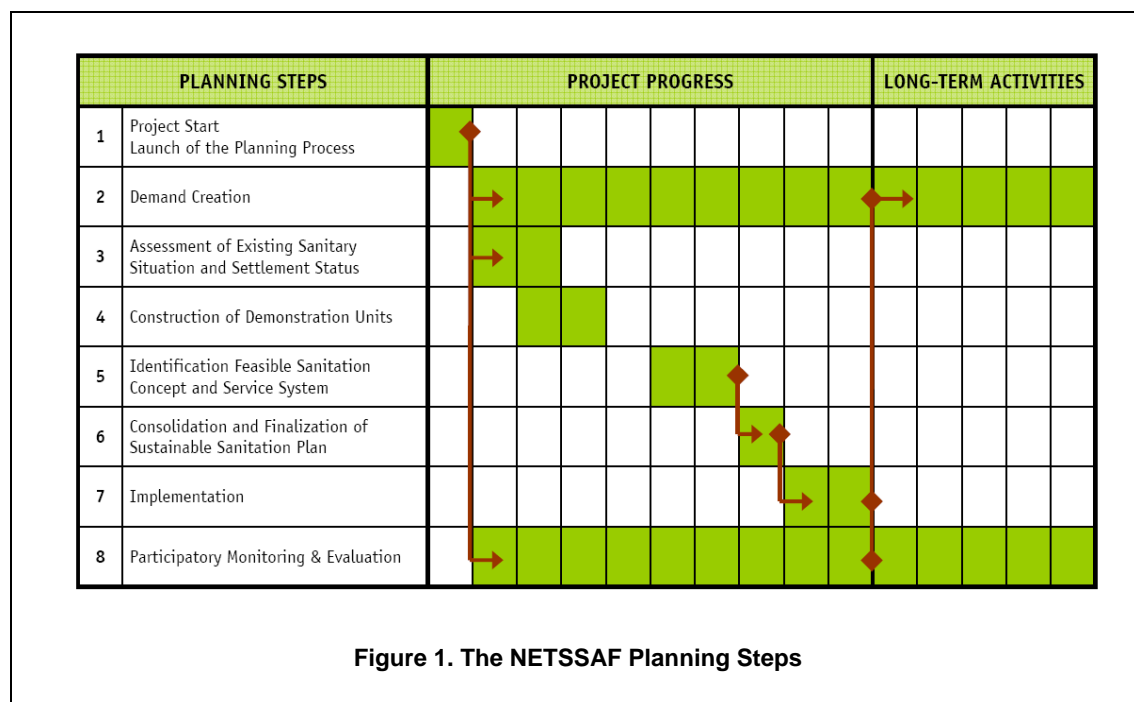 PLANNING STEPS PROJECT PROGRESS LONG-TERM ACTIVITIES
1 Project Start
Launch of the Planning Process
2 Demand Creation
3 Assessment of Existing Sanitary
Situation and Settlement Status
4 Construction of Demonstration Units
5 Identification Feasible Sanitation
Concept and Service System
6 Consolidation and Finalization of
Sustainable Sanitation Plan
7 Implementation
8 Participatory Monitoring & Evaluation
Figure 1. The NETSSAF Planning Steps